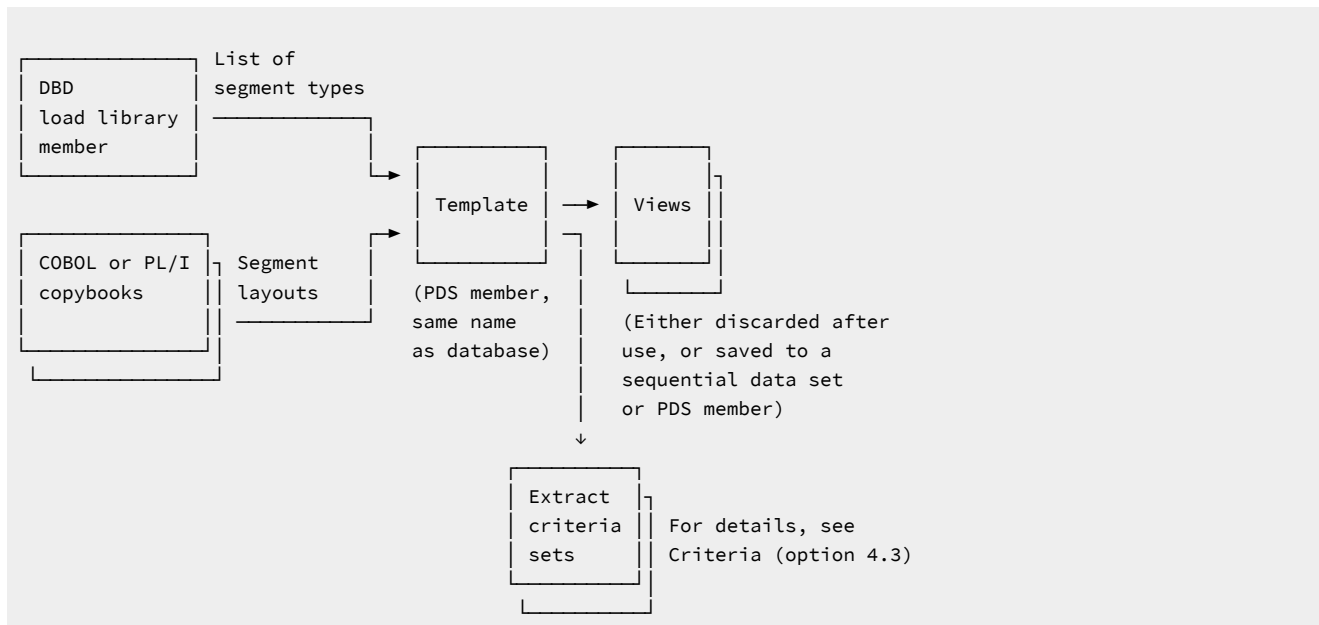 List of
segment types
DBD
load library
member
Template
Views
COBOL or PL/I
copybooks
Segment
layouts
(PDS member,
same name
as database)
(Either discarded after
use, or saved to a
sequential data set
or PDS member)
Extract
criteria
sets
For details, see
Criteria (option 4.3)